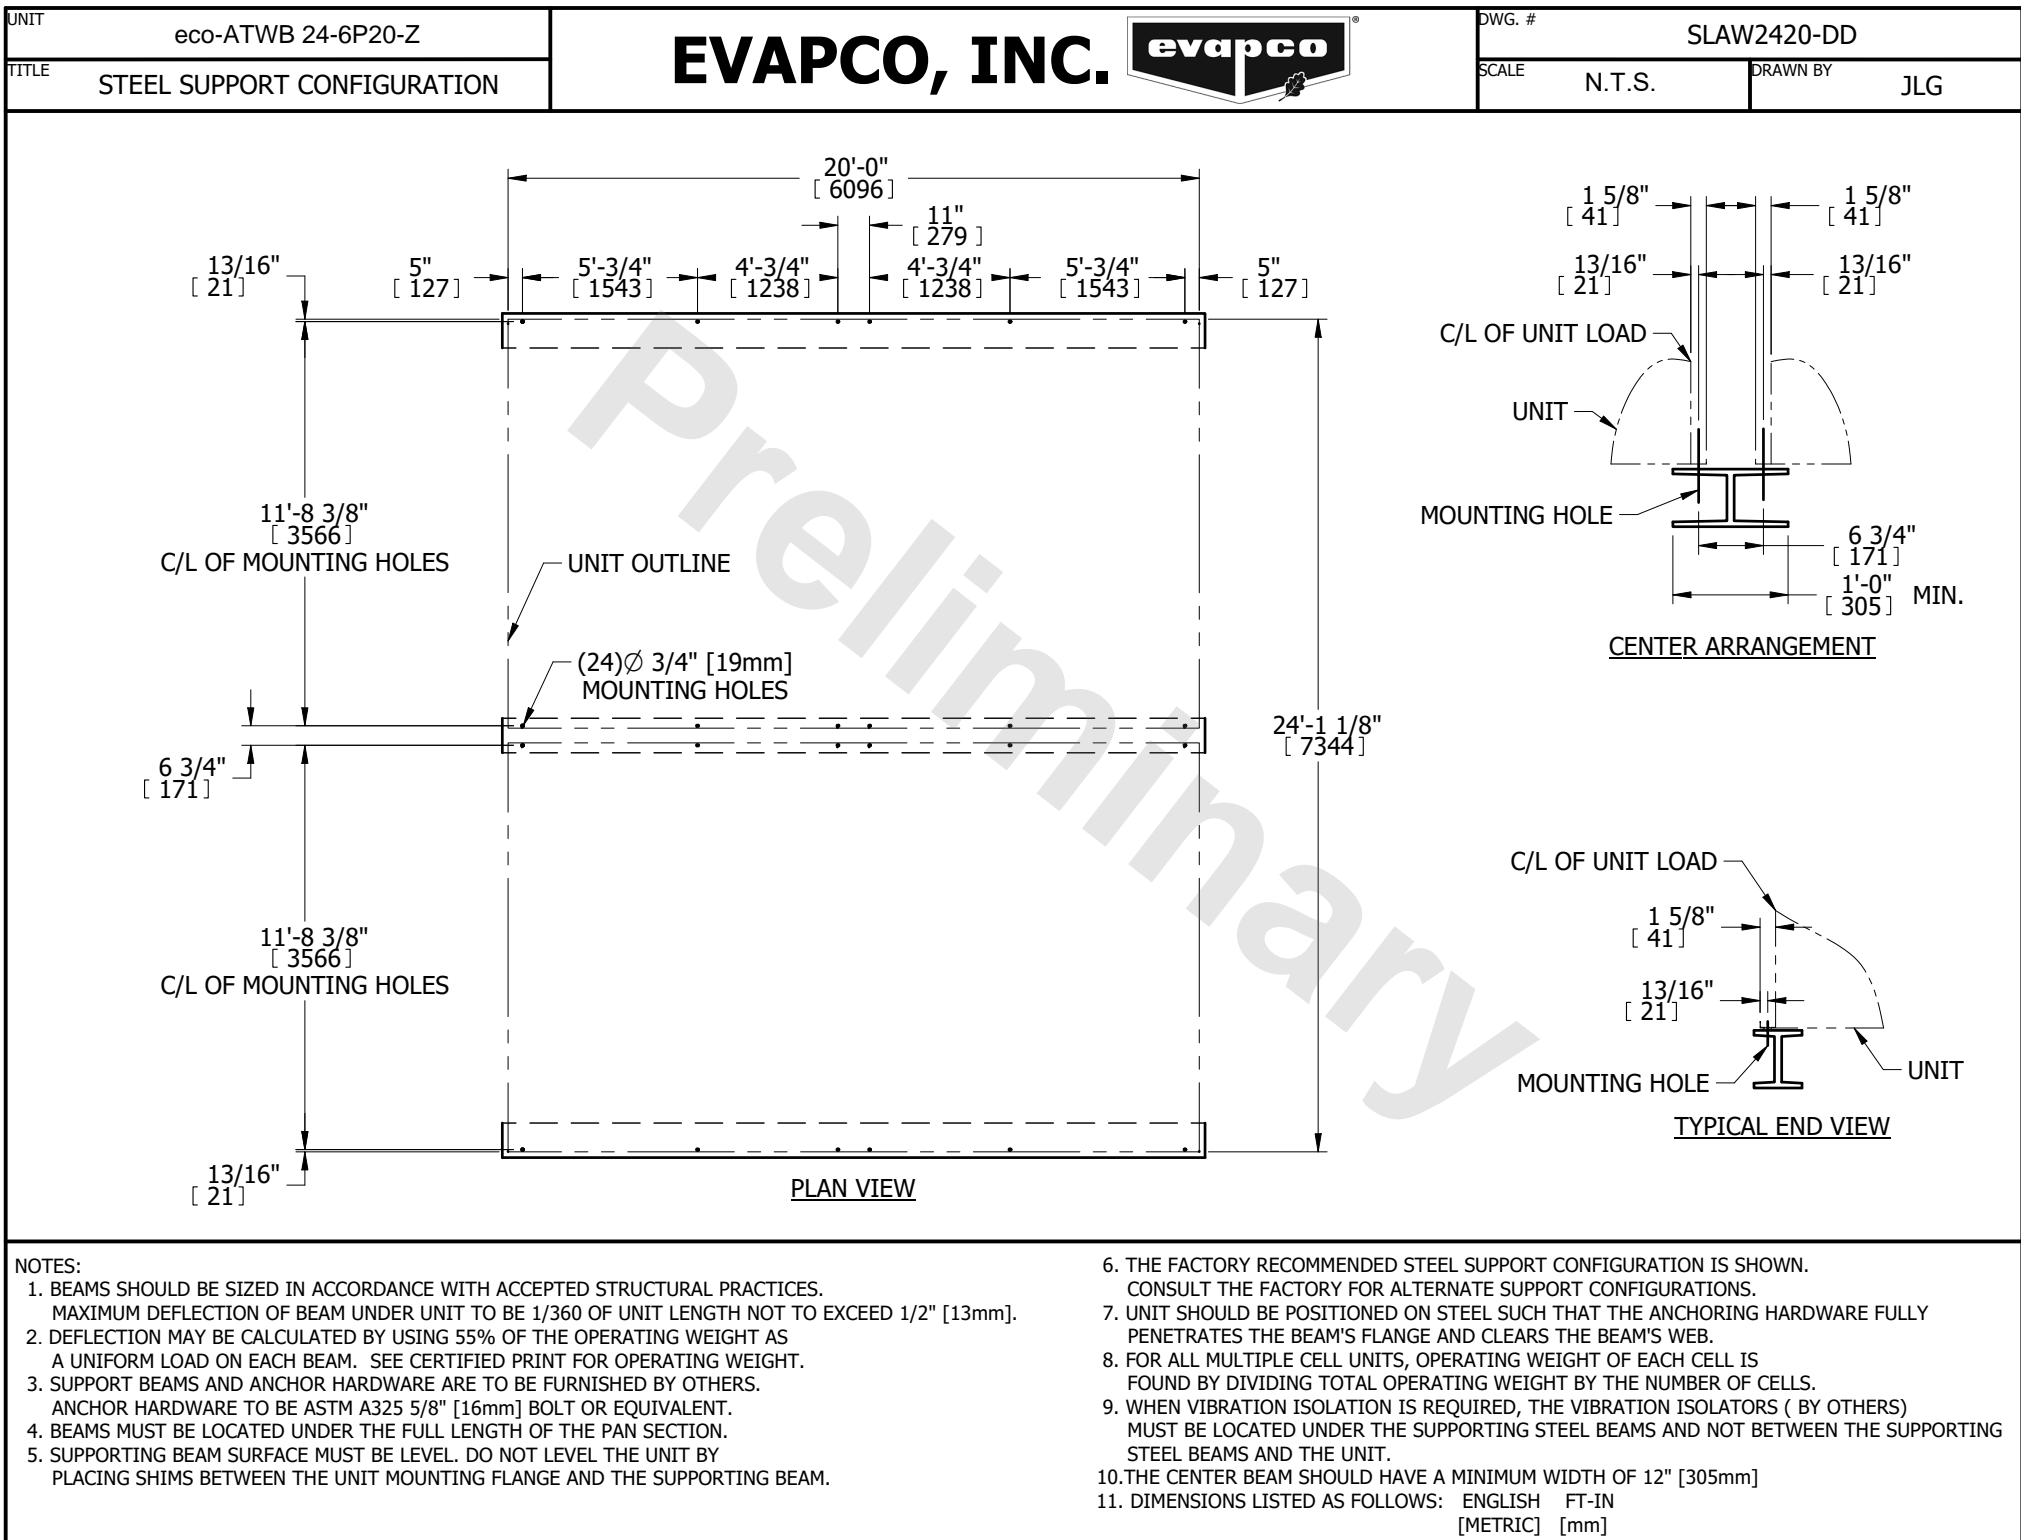 UNIT
eco-ATWB 24-6P20-Z
TITLE
STEEL SUPPORT CONFIGURATION
EVAPCO, INC.
evapco
®
DWG. #
SLAW2420-DD
SCALE
N.T.S.
DRAWN BY
JLG
20'-0"
[ 6096 ]
11"
[ 279 ]
13/16"
[ 21 ]
5"
[ 127 ]
5'-3/4"
[ 1543 ]
4'-3/4"
[ 1238 ]
4'-3/4"
[ 1238 ]
5'-3/4"
[ 1543 ]
5"
[ 127 ]
11'-8 3/8"
[ 3566 ]
C/L OF MOUNTING HOLES
UNIT OUTLINE
(24)∅ 3/4" [19mm]
MOUNTING HOLES
6 3/4"
[ 171 ]
24'-1 1/8"
[ 7344 ]
11'-8 3/8"
[ 3566 ]
C/L OF MOUNTING HOLES
13/16"
[ 21 ]
PLAN VIEW
Preliminary
1 5/8"
[ 41 ]
1 5/8"
[ 41 ]
13/16"
[ 21 ]
13/16"
[ 21 ]
C/L OF UNIT LOAD
UNIT
MOUNTING HOLE
6 3/4"
[ 171 ]
1'-0"
[ 305 ] MIN.
CENTER ARRANGEMENT
C/L OF UNIT LOAD
1 5/8"
[ 41 ]
13/16"
[ 21 ]
MOUNTING HOLE
UNIT
TYPICAL END VIEW
NOTES:
1. BEAMS SHOULD BE SIZED IN ACCORDANCE WITH ACCEPTED STRUCTURAL PRACTICES.
MAXIMUM DEFLECTION OF BEAM UNDER UNIT TO BE 1/360 OF UNIT LENGTH NOT TO EXCEED 1/2" [13mm].
2. DEFLECTION MAY BE CALCULATED BY USING 55% OF THE OPERATING WEIGHT AS
A UNIFORM LOAD ON EACH BEAM. SEE CERTIFIED PRINT FOR OPERATING WEIGHT.
3. SUPPORT BEAMS AND ANCHOR HARDWARE ARE TO BE FURNISHED BY OTHERS.
ANCHOR HARDWARE TO BE ASTM A325 5/8" [16mm] BOLT OR EQUIVALENT.
4. BEAMS MUST BE LOCATED UNDER THE FULL LENGTH OF THE PAN SECTION.
5. SUPPORTING BEAM SURFACE MUST BE LEVEL. DO NOT LEVEL THE UNIT BY
PLACING SHIMS BETWEEN THE UNIT MOUNTING FLANGE AND THE SUPPORTING BEAM.
6. THE FACTORY RECOMMENDED STEEL SUPPORT CONFIGURATION IS SHOWN.
CONSULT THE FACTORY FOR ALTERNATE SUPPORT CONFIGURATIONS.
7. UNIT SHOULD BE POSITIONED ON STEEL SUCH THAT THE ANCHORING HARDWARE FULLY
PENETRATES THE BEAM'S FLANGE AND CLEARS THE BEAM'S WEB.
8. FOR ALL MULTIPLE CELL UNITS, OPERATING WEIGHT OF EACH CELL IS
FOUND BY DIVIDING TOTAL OPERATING WEIGHT BY THE NUMBER OF CELLS.
9. WHEN VIBRATION ISOLATION IS REQUIRED, THE VIBRATION ISOLATORS ( BY OTHERS)
MUST BE LOCATED UNDER THE SUPPORTING STEEL BEAMS AND NOT BETWEEN THE SUPPORTING
STEEL BEAMS AND THE UNIT.
10.THE CENTER BEAM SHOULD HAVE A MINIMUM WIDTH OF 12" [305mm]
11. DIMENSIONS LISTED AS FOLLOWS: ENGLISH FT-IN
[METRIC] [mm]